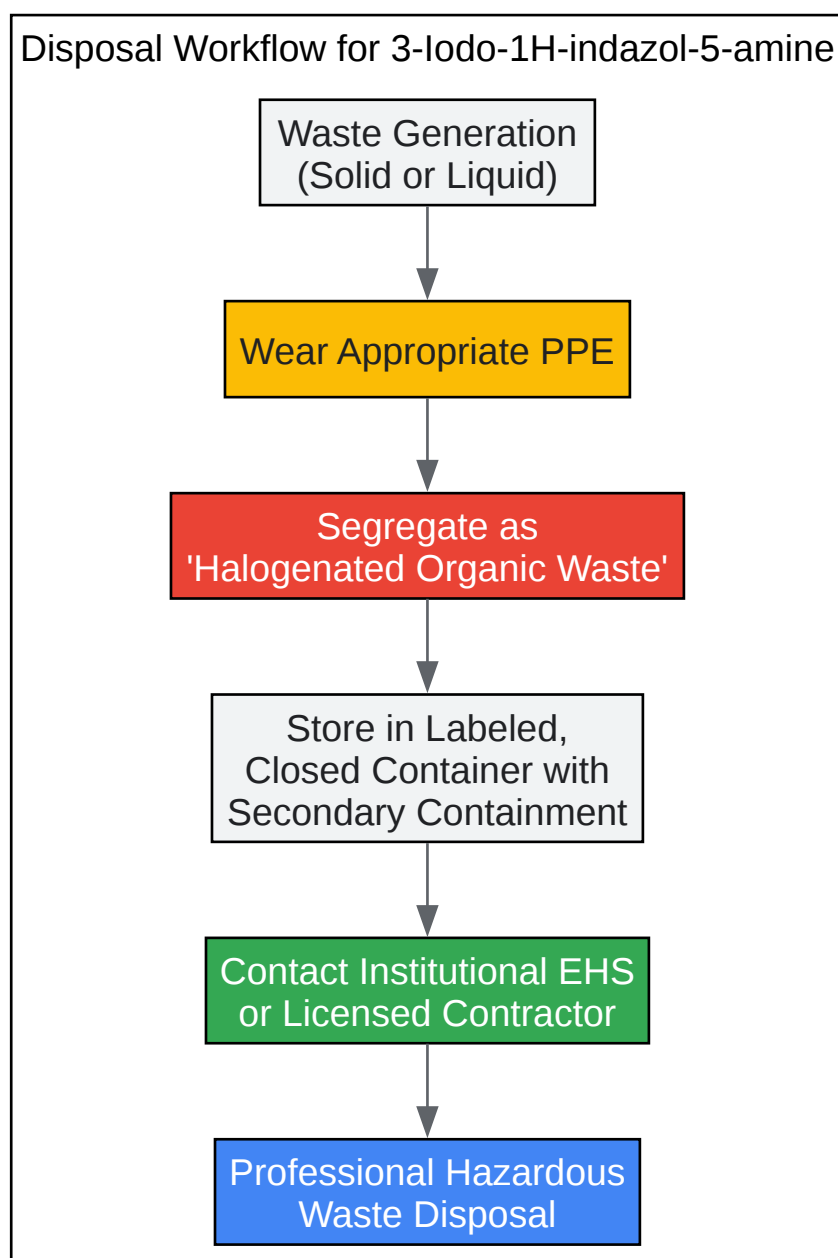 Disposal Workflow for 3-Iodo-1H-indazol-5-amine
Waste Generation
(Solid or Liquid)
Wear Appropriate PPE
Segregate as
'Halogenated Organic Waste'
Store in Labeled,
Closed Container with
Secondary Containment
Contact Institutional EHS
or Licensed Contractor
Professional Hazardous
Waste Disposal